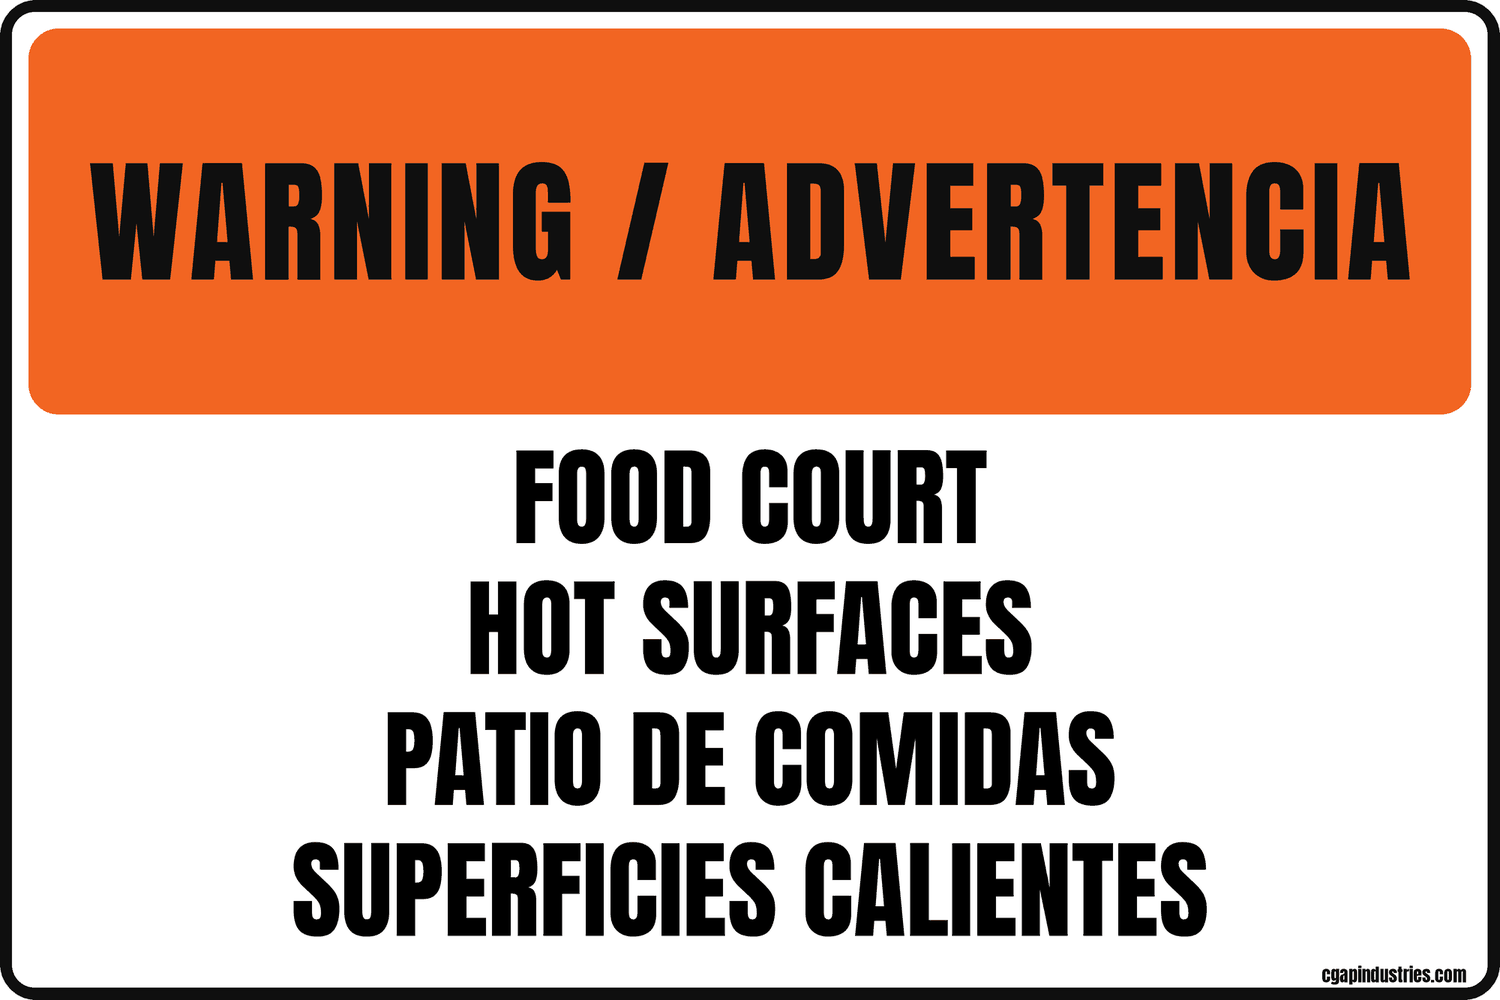 WARNING / ADVERTENCIA
FOOD COURT
HOT SURFACES
PATIO DE COMIDAS
SUPERFICIES CALIENTES
cgapindustries.com